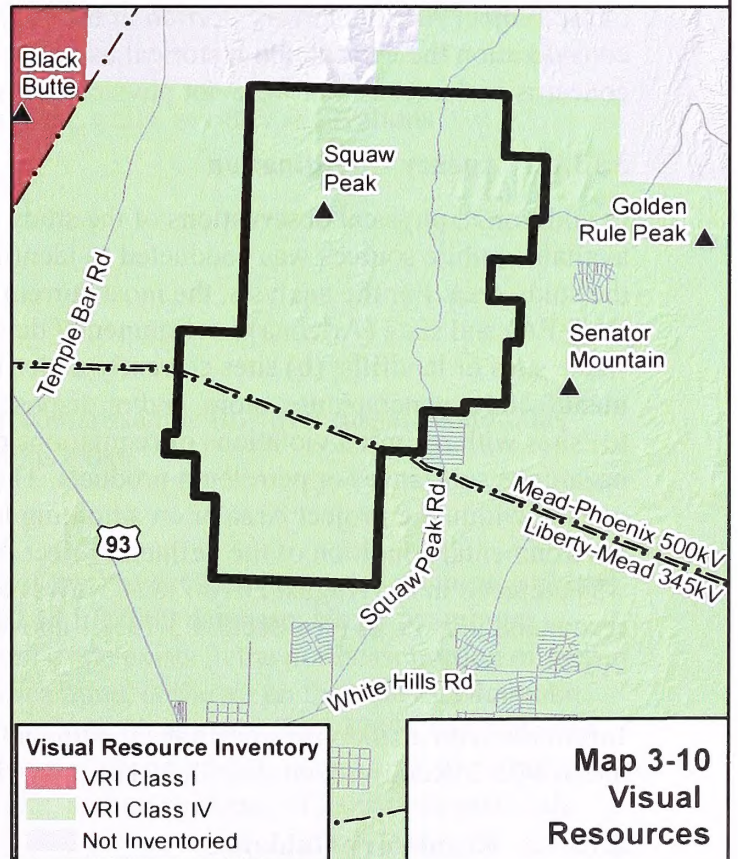 Black
Butte
Squaw
Peak
Golden
Rule Peak
Temple Bar Rd
Senator
Mountain
Mead-Phoenix 500kV
Liberty-Mead 345kV
93
Squaw Peak Rd
White Hills Rd
Visual Resource Inventory
VRI Class I
VRI Class IV
Not Inventoried
Map 3-10
Visual
Resources